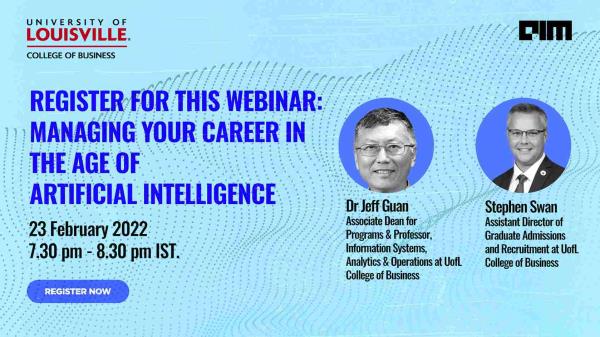 UNIVERSITY OF
LOUISVILLE.
COLLEGE OF BUSINESS
AIM
REGISTER FOR THIS WEBINAR:
MANAGING YOUR CAREER IN
THE AGE OF
ARTIFICIAL INTELLIGENCE
23 February 2022
7.30 pm - 8.30 pm IST.
REGISTER NOW
Dr Jeff Guan
Associate Dean for
Programs & Professor,
Information Systems,
Analytics & Operations at UofL
College of Business
Stephen Swan
Assistant Director of
Graduate Admissions
and Recruitment at UofL
College of Business